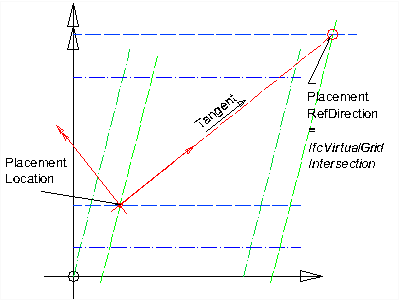 Tangent
Placement
RefDirection
=
IfcVirtualGrid
Intersection
Placement
Location